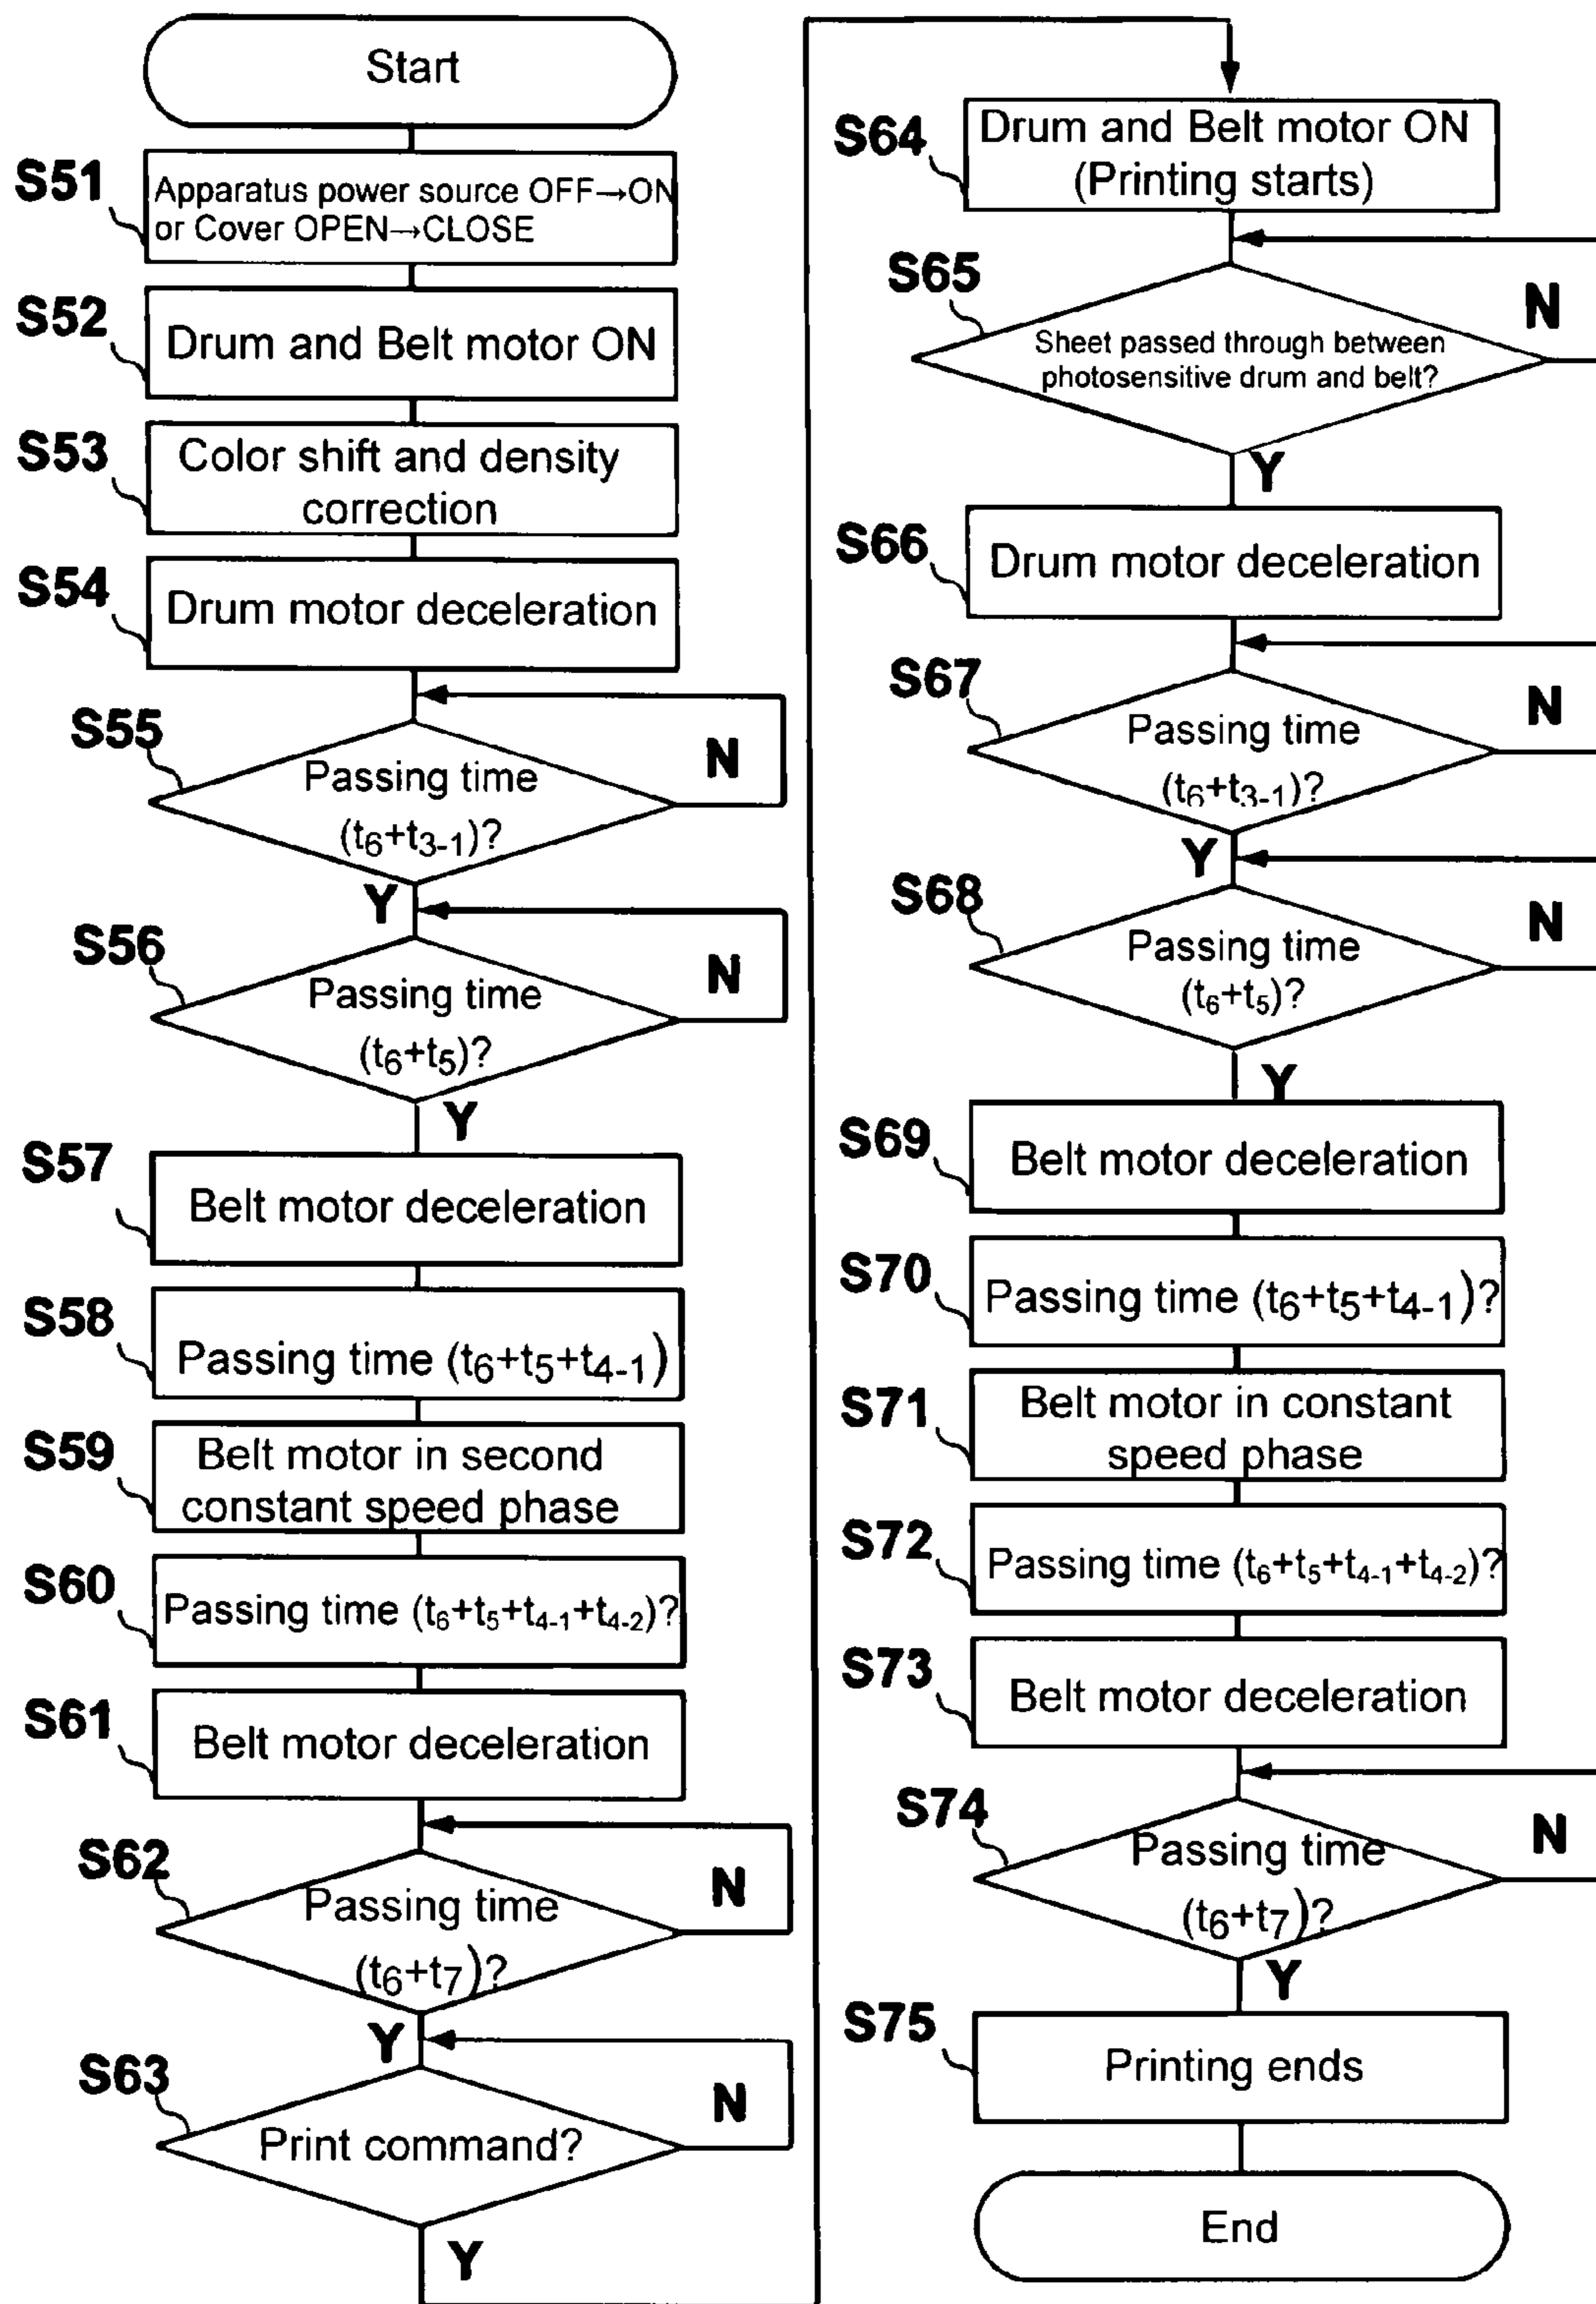 Start
S51
Apparatus power source OFF→ON
or Cover OPEN→CLOSE
S52
Drum and Belt motor ON
S53
Color shift and density
correction
S54
Drum motor deceleration
S55
Passing time
(t6+t3-1)?
N
Y
S56
Passing time
(t6+t5)?
N
Y
S57
Belt motor deceleration
S58
Passing time (t6+t5+t4-1)
S59
Belt motor in second
constant speed phase
S60
Passing time (t6+t5+t4-1+t4-2)?
S61
Belt motor deceleration
S62
Passing time
(t6+t7)?
N
Y
S63
Print command?
N
Y
S64
Drum and Belt motor ON
(Printing starts)
S65
Sheet passed through between
photosensitive drum and belt?
N
Y
S66
Drum motor deceleration
S67
Passing time
(t6+t3-1)?
N
Y
S68
Passing time
(t6+t5)?
N
Y
S69
Belt motor deceleration
S70
Passing time (t6+t5+t4-1)?
S71
Belt motor in constant
speed phase
S72
Passing time (t6+t5+t4-1+t4-2)?
S73
Belt motor deceleration
S74
Passing time
(t6+t7)?
N
Y
S75
Printing ends
End